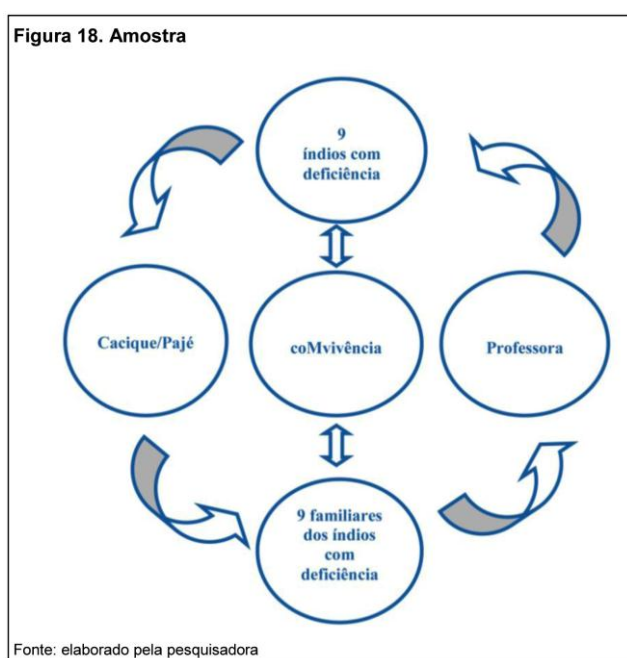 Figura 18. Amostra
9
índios com
deficiência
Cacique/Pajé
coMvivência
Professora
9 familiares
dos índios
com
deficiência
Fonte: elaborado pela pesquisadora